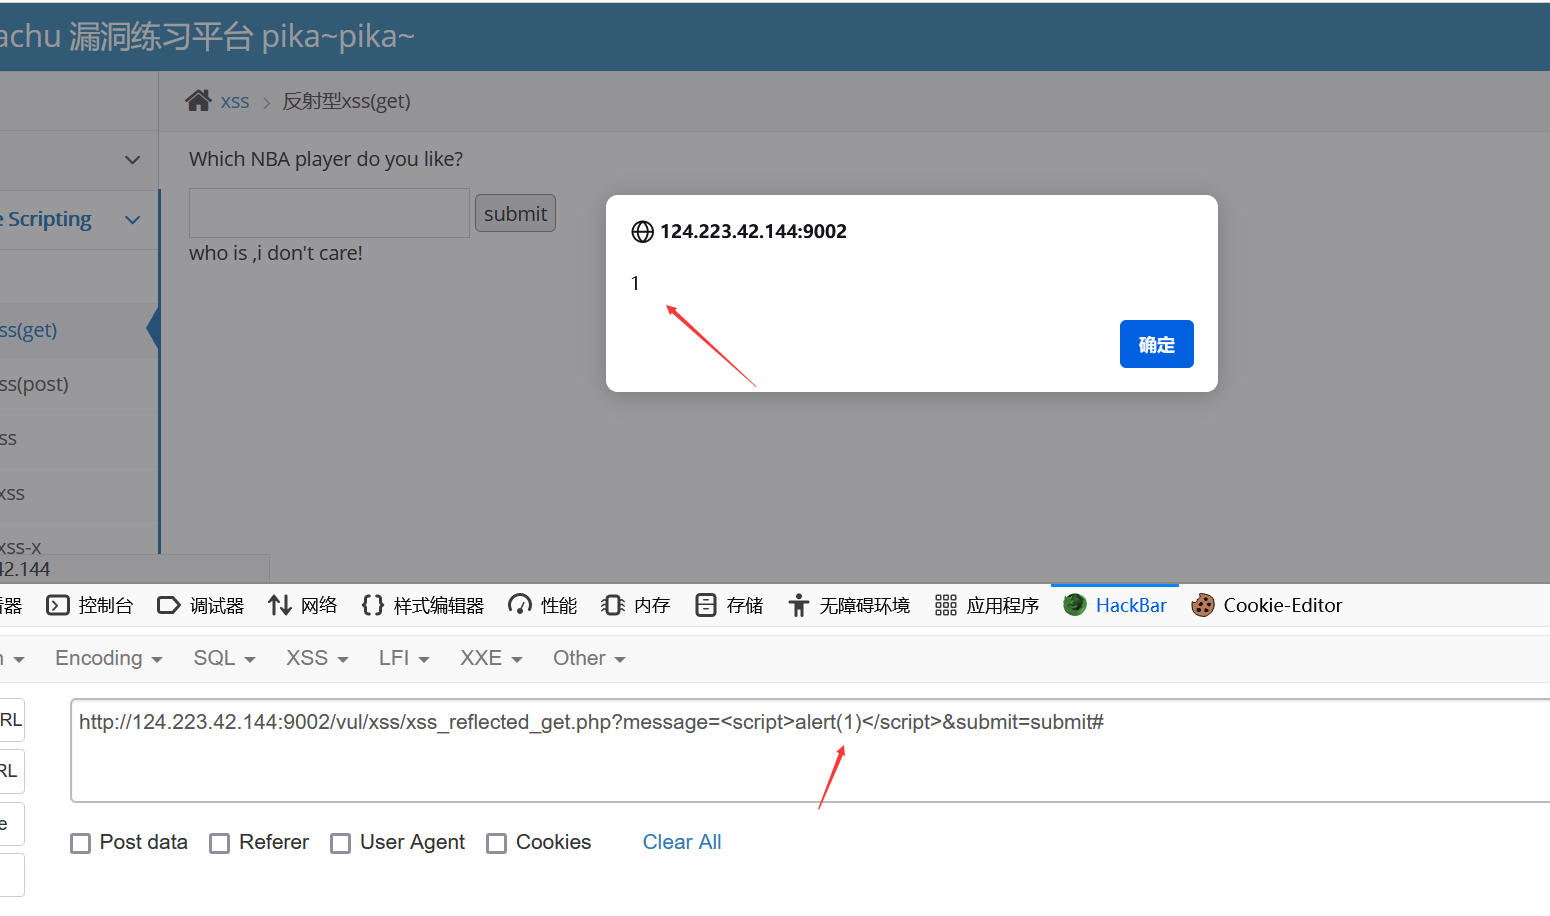 achu 漏洞练习平台 pika~pika~
xss > 反射型xss(get)
Which NBA player do you like?
submit
who is ,i don't care!
e Scripting
ss(get)
ss(post)
ss
xss
xss-x
42.144
124.223.42.144:9002
1
确定
器 控制台 调试器 网络 样式编辑器 性能 内存 存储 无障碍环境 应用程序 HackBar Cookie-Editor
Encoding SQL XSS LFI XXE Other
RL
RL
e
http://124.223.42.144:9002/vul/xss/xss_reflected_get.php?message=<script>alert(1)</script>&submit=submit#
Post data Referer User Agent Cookies Clear All